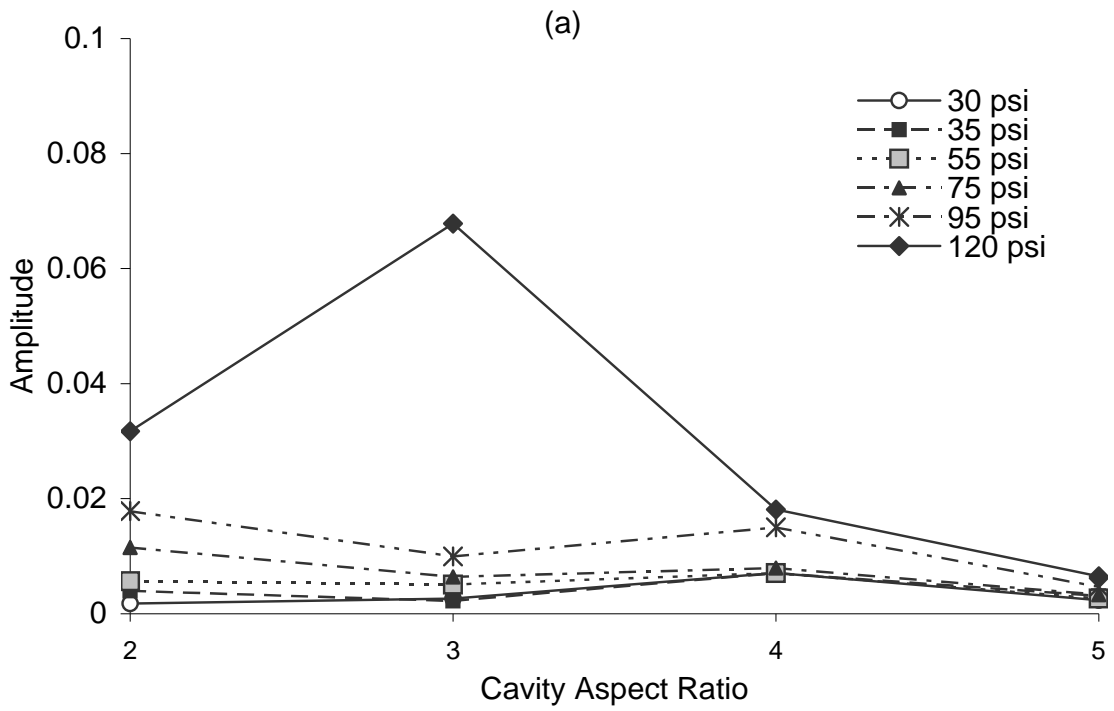 (a)
0.1
0.08
0.06
0.04
0.02
0
Amplitude
2 3 4 5
Cavity Aspect Ratio
30 psi
35 psi
55 psi
75 psi
95 psi
120 psi